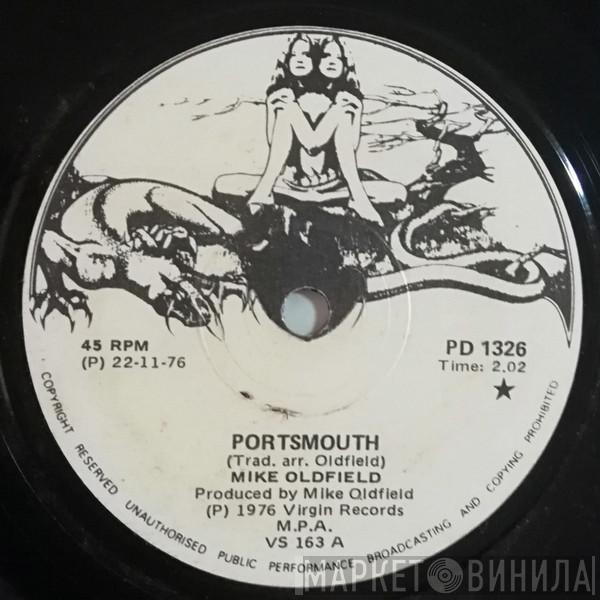 45 RPM
(P) 22-11-76
PD 1326
Time: 2.02
★
PORTSMOUTH
(Trad. arr. Oldfield)
MIKE OLDFIELD
Produced by Mike Oldfield
(P) 1976 Virgin Records
M.P.A.
VS 163 A
COPYRIGHT RESERVED UNAUTHORISED PUBLIC PERFORMANCE BROADCASTING AND COPYING PROHIBITED
МАРКЕТ ВИНИЛА